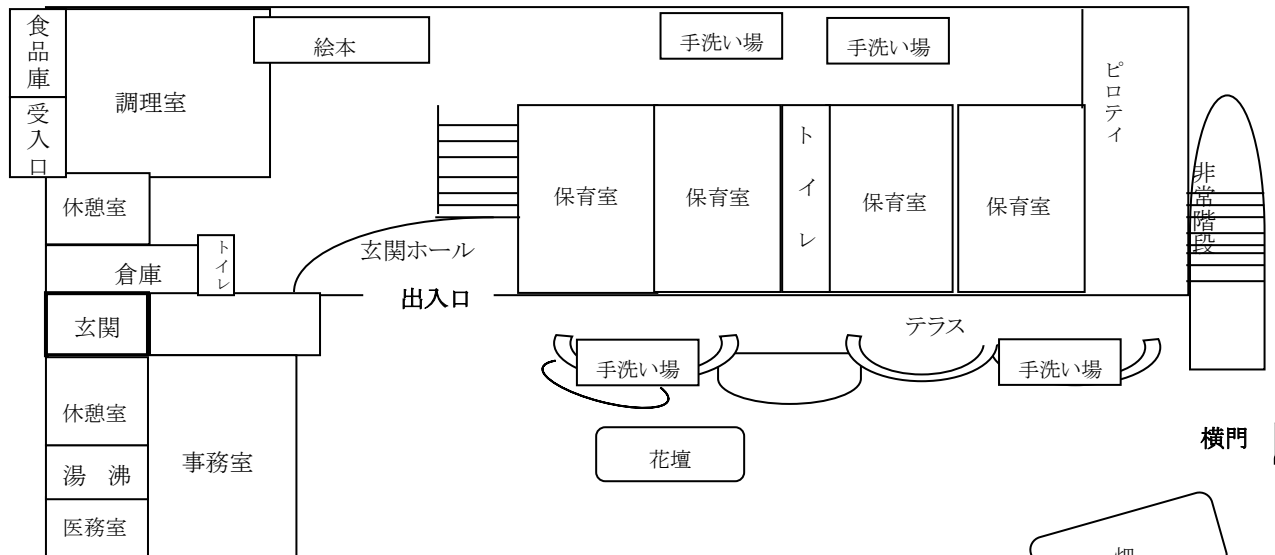 食品庫
受入口
調理室
絵本
手洗い場
手洗い場
ピロテイ
休憩室
倉庫
トイレ
玄関ホール
保育室
保育室
トイレ
保育室
保育室
非常階段
出入口
玄関
テラス
手洗い場
手洗い場
休憩室
湯 沸
医務室
事務室
花壇
横門